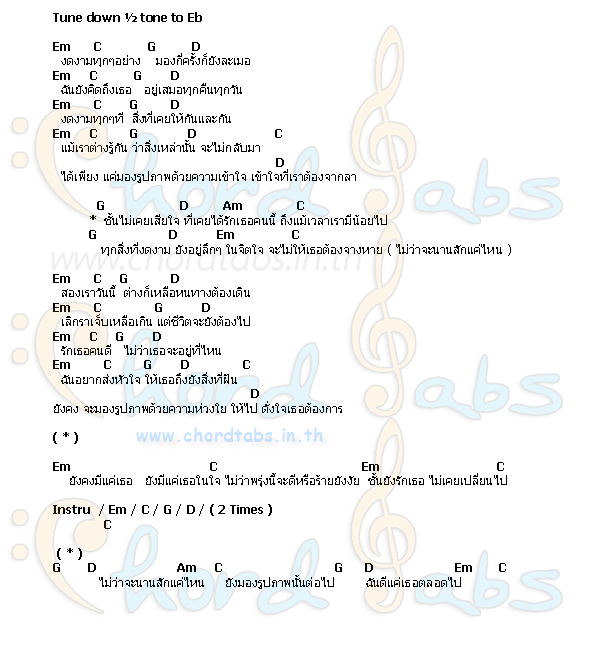 Tune down ½ tone to Eb
Em C G D
งดงามทุกๆอย่าง มองกี่ครั้งก็ยังละเมอ
Em C G D
ฉันยังคิดถึงเธอ อยู่เสมอทุกคืนทุกวัน
Em C G D
งดงามทุกๆที สิ่งที่เคยให้กันและกัน
Em C G D C
แม้เราต่างรู้กัน ว่าสิ่งเหล่านั้น จะไม่กลับมา
D
ได้เพียง แค่มองรูปภาพด้วยความเข้าใจ เข้าใจที่เราต้องจากลา
G D Am C
* ชั้นไม่เคยเสียใจ ที่เคยได้รักเธอคนนี้ ถึงแม้เวลาเรามีน้อยไป
G D Em C
ทุกสิ่งที่งดงาม ยังอยู่ลึกๆ ในจิตใจ จะไม่ให้เธอต้องจางหาย ( ไม่ว่าจะนานสักแค่ไหน )
www.chordtabs.in.th
Em C G D
สองเราวันนี้ ต่างก็เหลือหนทางต้องเดิน
Em C G D
เลิกราเจ็บเหลือเกิน แต่ชีวิตจะยังต้องไป
Em C G D
รักเธอคนดี ไม่ว่าเธอจะอยู่ที่ไหน
Em C G D C
ฉันอยากส่งหัวใจ ให้เธอถึงยังสิ่งที่ฝัน
D
ยังคง จะมองรูปภาพด้วยความห่วงใย ให้ไป ดั่งใจเธอต้องการ
( * )
www.chordtabs.in.th
Em C Em C
ยังคงมีแค่เธอ ยังมีแค่เธอในใจ ไม่ว่าพรุ่งนี้จะดีหรือร้ายยังงัย ชั้นยังรักเธอ ไม่เคยเปลี่ยนไป
Instru / Em / C / G / D / ( 2 Times )
C
( * )
G D Am C G D Em C
ไม่ว่าจะนานสักแค่ไหน ยังมองรูปภาพนั้นต่อไป ฉันดีแค่เธอตลอดไป
Chord Tabs
Chord Tabs
Chord Tabs